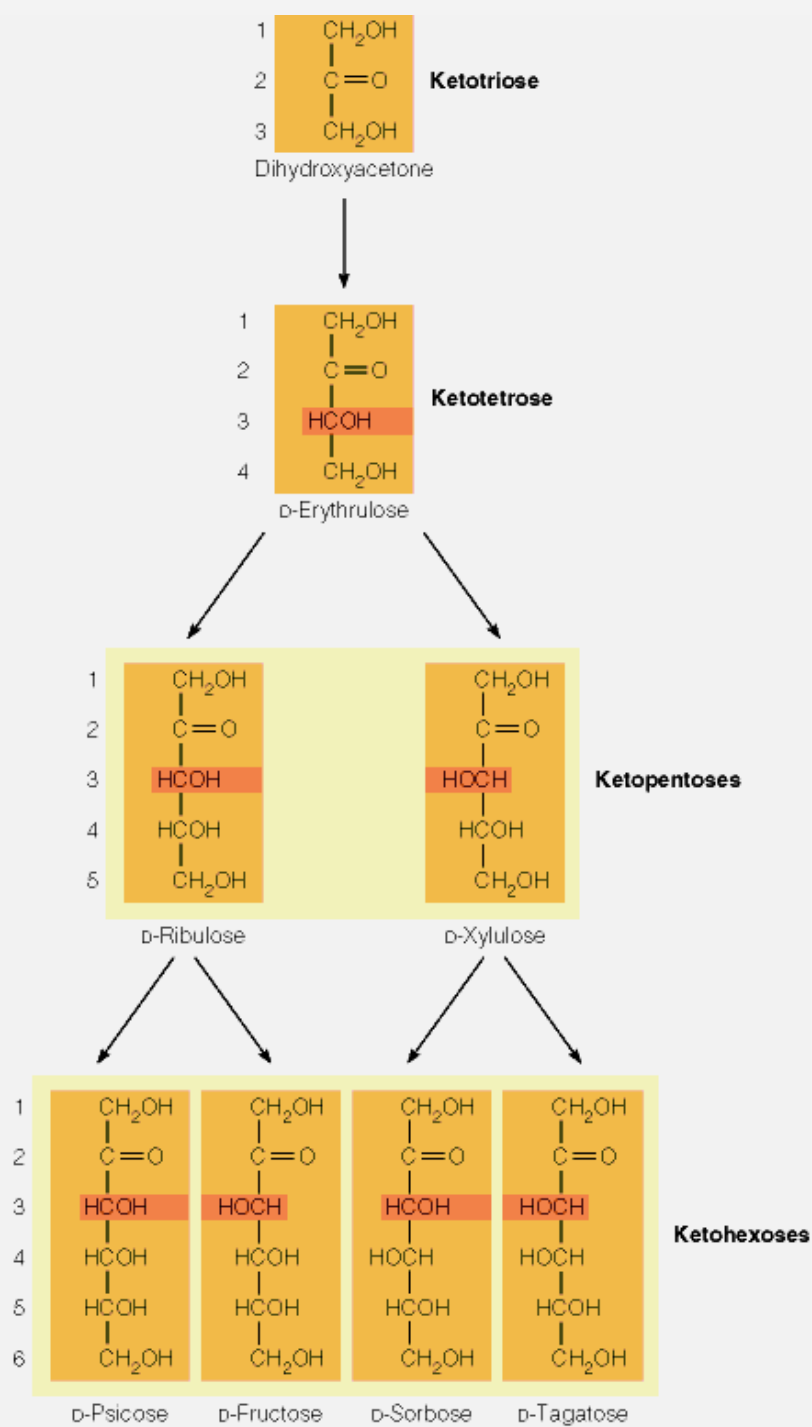 1 CH₂OH
2 C=O Ketotriose
3 CH₂OH
Dihydroxyacetone
1 CH₂OH
2 C=O
Ketotetrose
3 HCOH
4 CH₂OH
D-Erythrulose
1 CH₂OH CH₂OH
2 C=O C=O
3 HCOH HOCH Ketopentoses
4 HCOH HCOH
5 CH₂OH CH₂OH
D-Ribulose D-Xylulose
1 CH₂OH CH₂OH CH₂OH CH₂OH
2 C=O C=O C=O C=O
3 HCOH HOCH HCOH HOCH
Ketohexoses
4 HCOH HCOH HOCH HOCH
5 HCOH HCOH HCOH HCOH
6 CH₂OH CH₂OH CH₂OH CH₂OH
D-Psicose D-Fructose D-Sorbose D-Tagatose